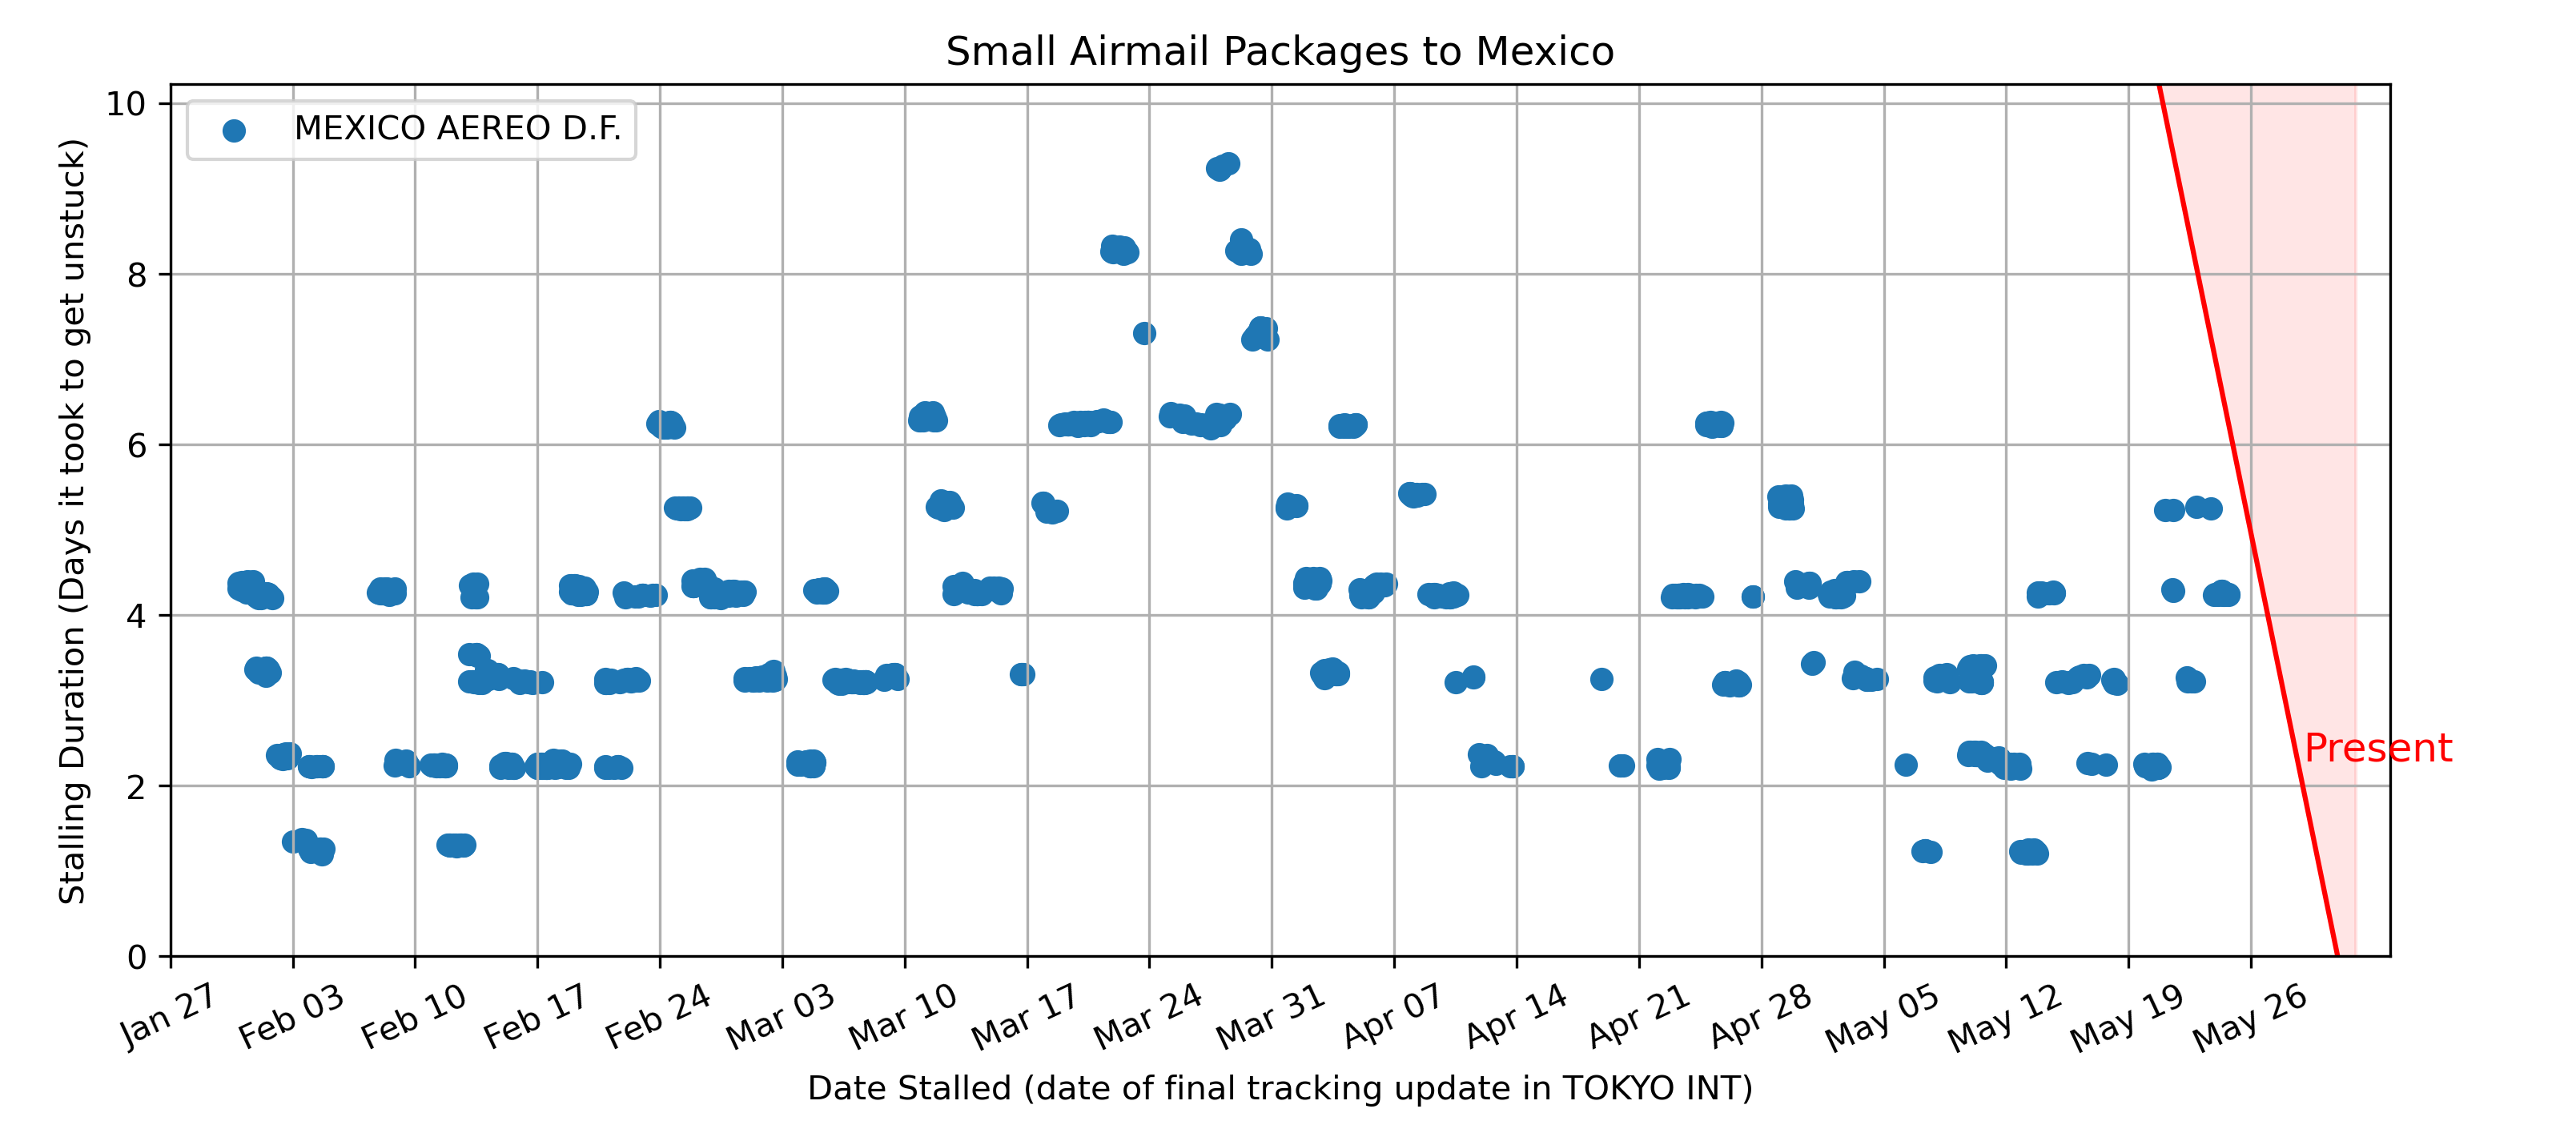 Small Airmail Packages to Mexico
MEXICO AEREO D.F.
10
8
6
4
2
0
Stalling Duration (Days it took to get unstuck)
Present
Jan 27
Feb 03
Feb 10
Feb 17
Feb 24
Mar 03
Mar 10
Mar 17
Mar 24
Mar 31
Apr 07
Apr 14
Apr 21
Apr 28
May 05
May 12
May 19
May 26
Date Stalled (date of final tracking update in TOKYO INT)